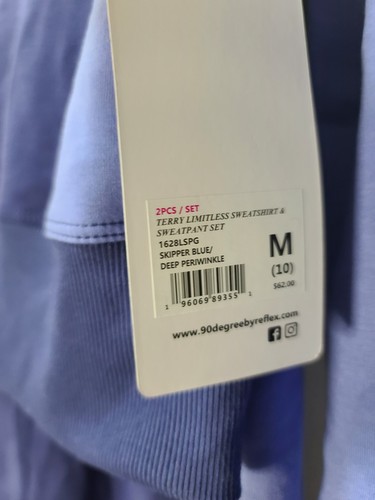 2PCS / SET
TERRY LIMITLESS SWEATSHIRT &
SWEATPANT SET
1628LSPG
SKIPPER BLUE/
DEEP PERIWINKLE
M
(10)
$62.00
1 96069 89355 1
www.90degreebyreflex.com